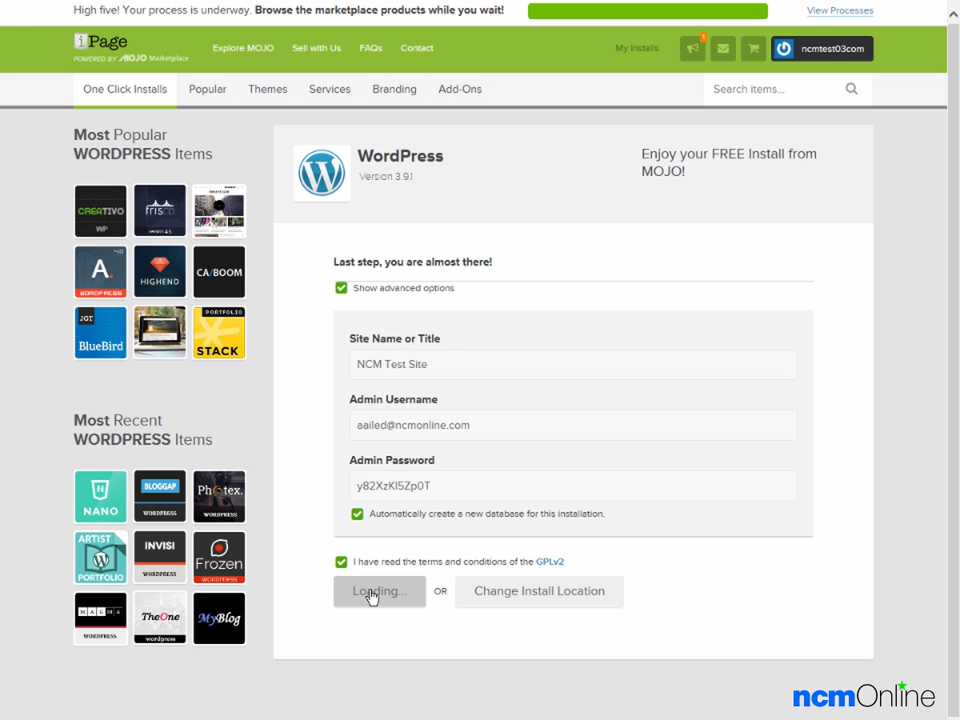 High five! Your process is underway. Browse the marketplace products while you wait!
View Processes
iPage
POWERED BY MOJO Marketplace
Explore MOJO
Sell with Us
FAQs
Contact
My Installs
!
ncmtest03com
One Click Installs
Popular
Themes
Services
Branding
Add-Ons
Search items...
Most Popular
WORDPRESS Items
CREATIVO
WP
frisco
A.
WORDPRESS
HIGHEND
CA/BOOM
JGT
BlueBird
PORTFOLIO
STACK
Most Recent
WORDPRESS Items
NANO
BLOGGAP
WORDPRESS
Photex.
WORDPRESS
ARTIST
PORTFOLIO
INVISI
WORDPRESS
Frozen
WORDPRESS
MAGMA
WORDPRESS
TheOne
wordpress
MyBlog
WordPress
Version 3.9.1
Enjoy your FREE Install from
MOJO!
Last step, you are almost there!
Show advanced options
Site Name or Title
NCM Test Site
Admin Username
aailed@ncmonline.com
Admin Password
y82XzKl5Zp0T
Automatically create a new database for this installation.
I have read the terms and conditions of the GPLv2
Loading...
OR
Change Install Location
ncmOnline